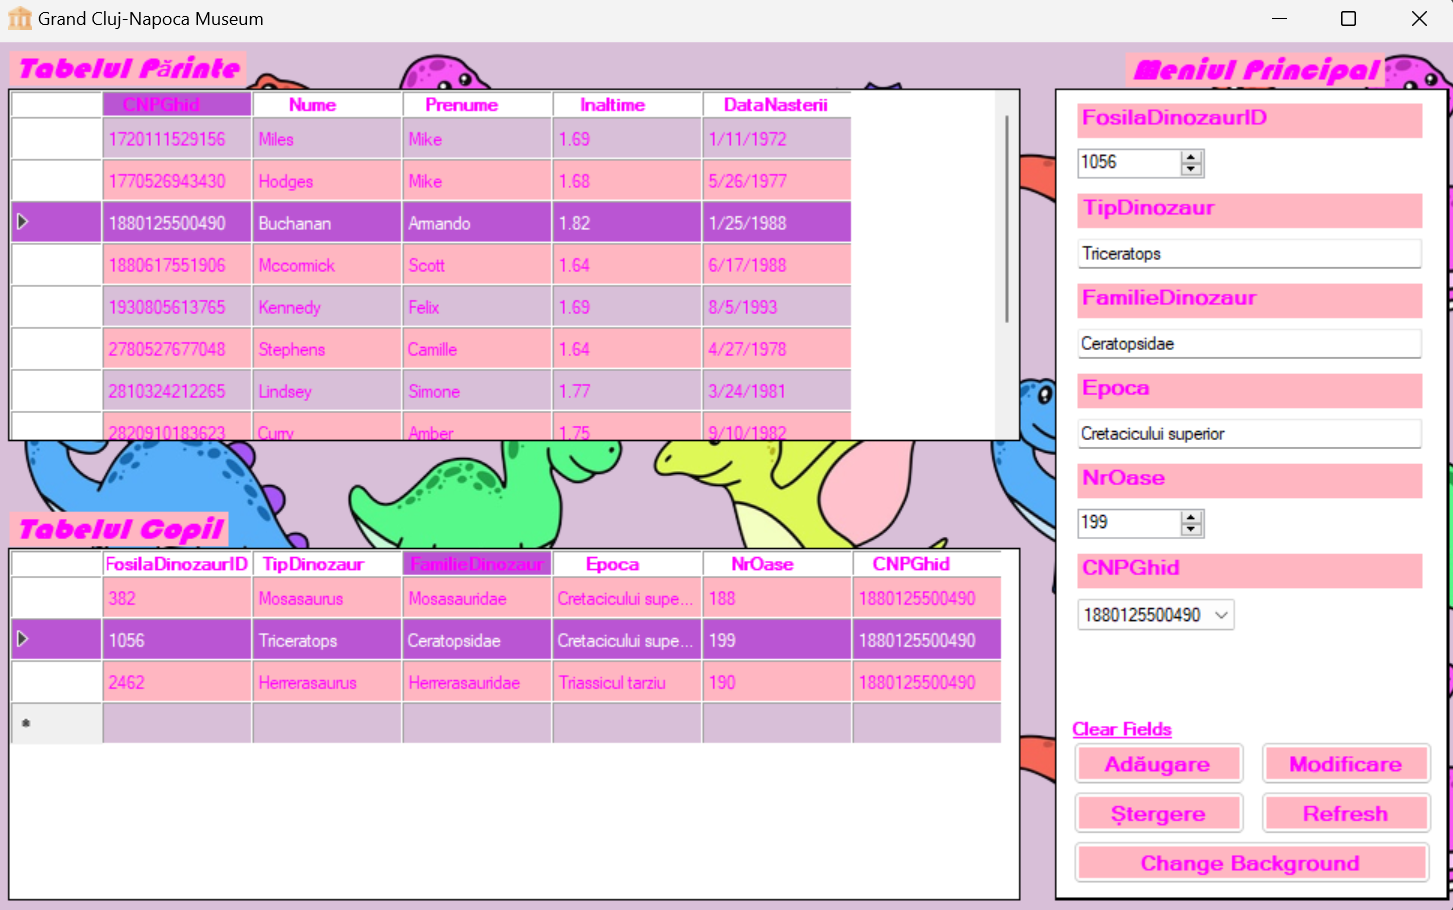 Grand Cluj-Napoca Museum
Tabelul Părinte
CNPGhid Nume Prenume Inaltime DataNasterii
1720111529156 Miles Mike 1.69 1/11/1972
1770526943430 Hodges Mike 1.68 5/26/1977
1880125500490 Buchanan Armando 1.82 1/25/1988
1880617551906 Mccormick Scott 1.64 6/17/1988
1930805613765 Kennedy Felix 1.69 8/5/1993
2780527677048 Stephens Camille 1.64 4/27/1978
2810324212265 Lindsey Simone 1.77 3/24/1981
2820910183623 Curry Amber 1.75 9/10/1982
Tabelul Copil
FosilaDinozaurID TipDinozaur FamilieDinozaur Epoca NrOase CNPGhid
382 Mosasaurus Mosasauridae Cretacicului supe... 188 1880125500490
1056 Triceratops Ceratopsidae Cretacicului supe... 199 1880125500490
2462 Herrerasaurus Herrerasauridae Triassicul tarziu 190 1880125500490
Meniul Principal
FosilaDinozaurID
1056
TipDinozaur
Triceratops
FamilieDinozaur
Ceratopsidae
Epoca
Cretacicului superior
NrOase
199
CNPGhid
1880125500490
Clear Fields
Adăugare Modificare
Ștergere Refresh
Change Background